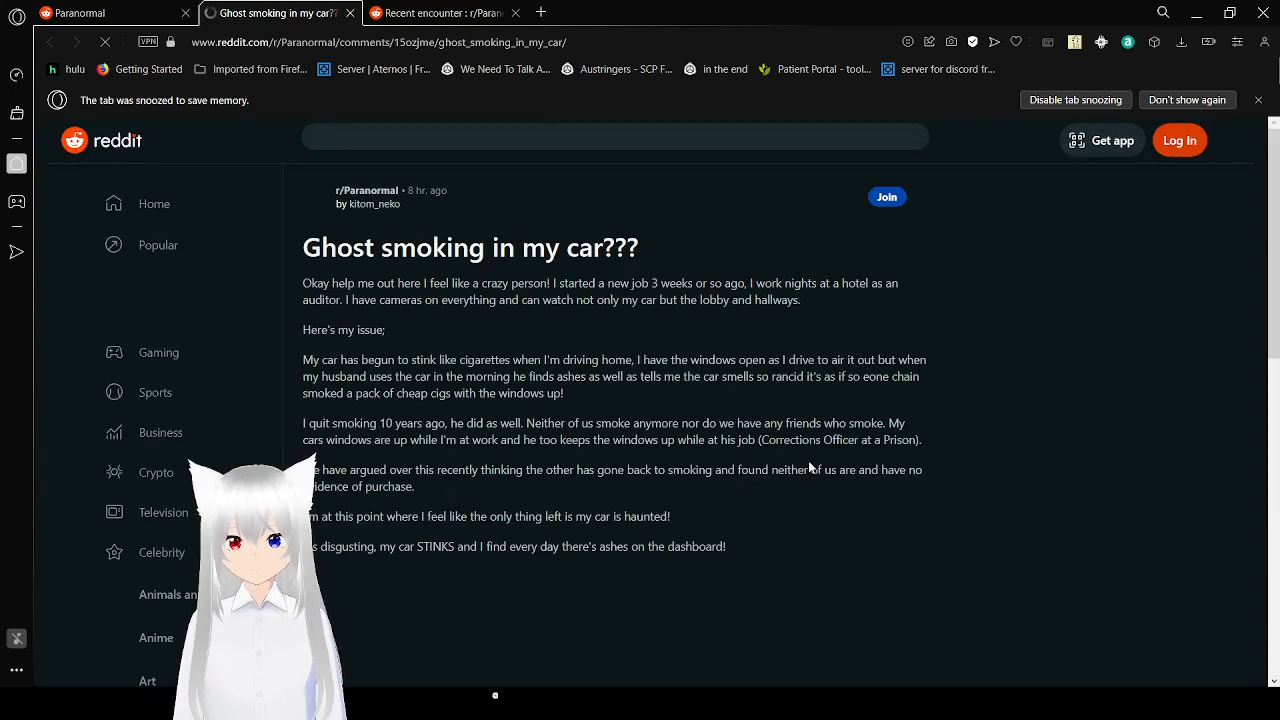 Paranormal
Ghost smoking in my car??
Recent encounter : r/Paran
VPN
www.reddit.com/r/Paranormal/comments/15ozjme/ghost_smoking_in_my_car/
hulu
Getting Started
Imported from Firef...
Server | Aternos | Fr...
We Need To Talk A...
Austringers - SCP F...
in the end
Patient Portal - tool...
server for discord fr...
The tab was snoozed to save memory.
Disable tab snoozing
Don't show again
reddit
Get app
Log In
r/Paranormal • 8 hr. ago
by kitom_neko
Join
Home
Popular
Gaming
Sports
Business
Crypto
Television
Celebrity
Animals an
Anime
Art
Ghost smoking in my car???
Okay help me out here I feel like a crazy person! I started a new job 3 weeks or so ago, I work nights at a hotel as an
auditor. I have cameras on everything and can watch not only my car but the lobby and hallways.
Here's my issue;
My car has begun to stink like cigarettes when I'm driving home, I have the windows open as I drive to air it out but when
my husband uses the car in the morning he finds ashes as well as tells me the car smells so rancid it's as if so eone chain
smoked a pack of cheap cigs with the windows up!
I quit smoking 10 years ago, he did as well. Neither of us smoke anymore nor do we have any friends who smoke. My
cars windows are up while I'm at work and he too keeps the windows up while at his job (Corrections Officer at a Prison).
e have argued over this recently thinking the other has gone back to smoking and found neither of us are and have no
idence of purchase.
m at this point where I feel like the only thing left is my car is haunted!
s disgusting, my car STINKS and I find every day there's ashes on the dashboard!